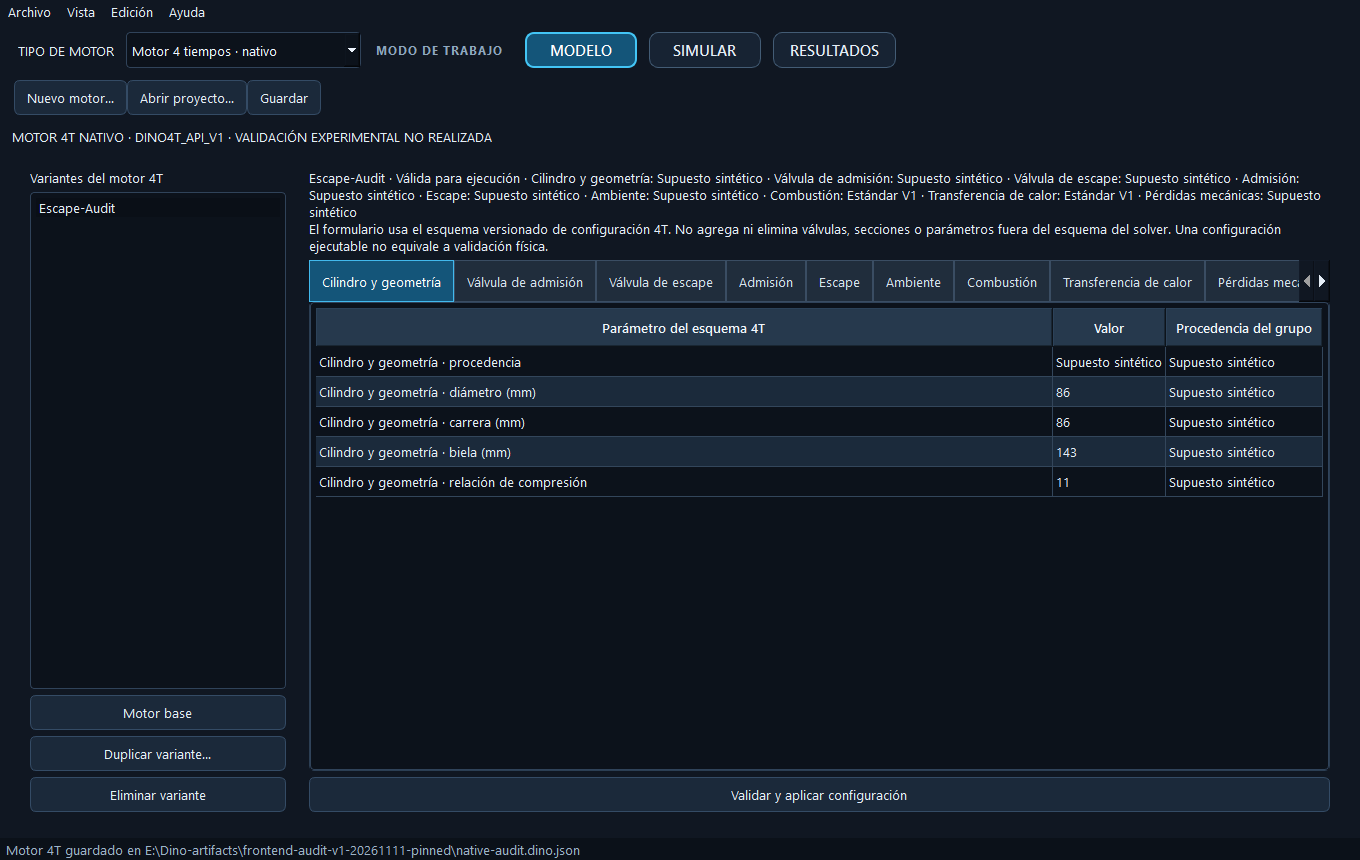 Archivo Vista Edición Ayuda
TIPO DE MOTOR Motor 4 tiempos · nativo MODO DE TRABAJO MODELO SIMULAR RESULTADOS
Nuevo motor... Abrir proyecto... Guardar
MOTOR 4T NATIVO · DINO4T_API_V1 · VALIDACIÓN EXPERIMENTAL NO REALIZADA
Variantes del motor 4T
Escape-Audit
Motor base
Duplicar variante...
Eliminar variante
Escape-Audit · Válida para ejecución · Cilindro y geometría: Supuesto sintético · Válvula de admisión: Supuesto sintético · Válvula de escape: Supuesto sintético · Admisión:
Supuesto sintético · Escape: Supuesto sintético · Ambiente: Supuesto sintético · Combustión: Estándar V1 · Transferencia de calor: Estándar V1 · Pérdidas mecánicas: Supuesto
sintético
El formulario usa el esquema versionado de configuración 4T. No agrega ni elimina válvulas, secciones o parámetros fuera del esquema del solver. Una configuración
ejecutable no equivale a validación física.
Cilindro y geometría Válvula de admisión Válvula de escape Admisión Escape Ambiente Combustión Transferencia de calor Pérdidas meca
Parámetro del esquema 4T Valor Procedencia del grupo
Cilindro y geometría · procedencia Supuesto sintético Supuesto sintético
Cilindro y geometría · diámetro (mm) 86 Supuesto sintético
Cilindro y geometría · carrera (mm) 86 Supuesto sintético
Cilindro y geometría · biela (mm) 143 Supuesto sintético
Cilindro y geometría · relación de compresión 11 Supuesto sintético
Validar y aplicar configuración
Motor 4T guardado en E:\Dino-artifacts\frontend-audit-v1-20261111-pinned\native-audit.dino.json